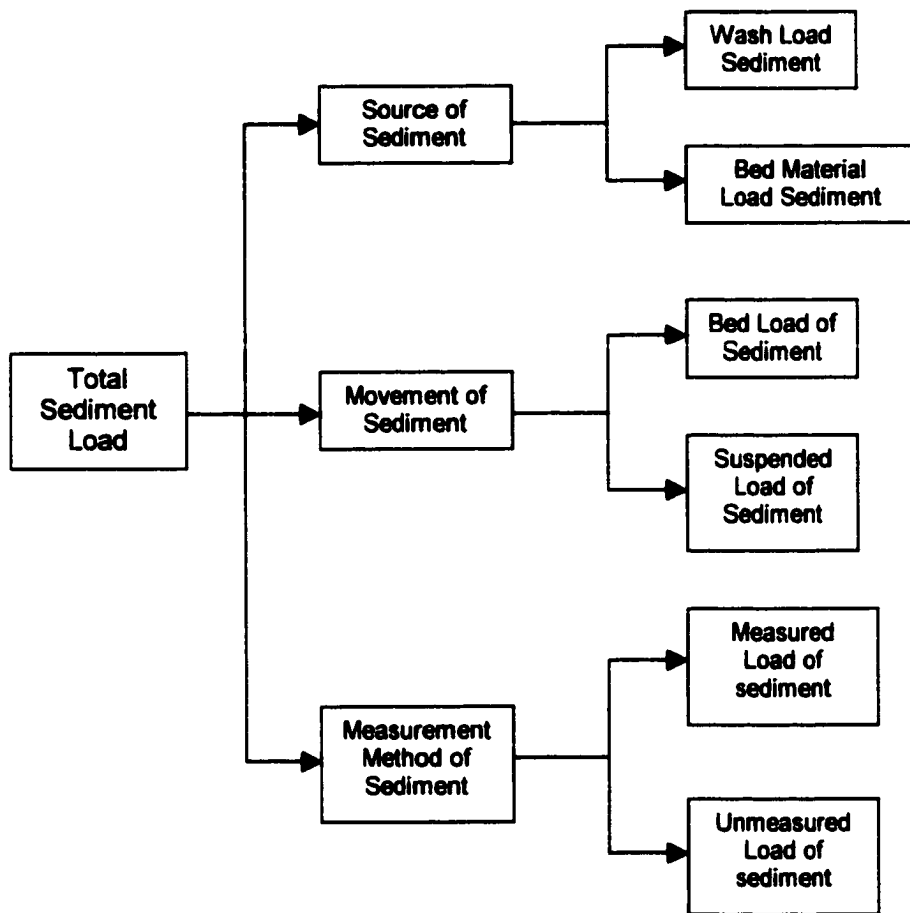 Total
Sediment
Load
Source of
Sediment
Wash Load
Sediment
Bed Material
Load Sediment
Movement of
Sediment
Bed Load of
Sediment
Suspended
Load of
Sediment
Measurement
Method of
Sediment
Measured
Load of
sediment
Unmeasured
Load of
sediment